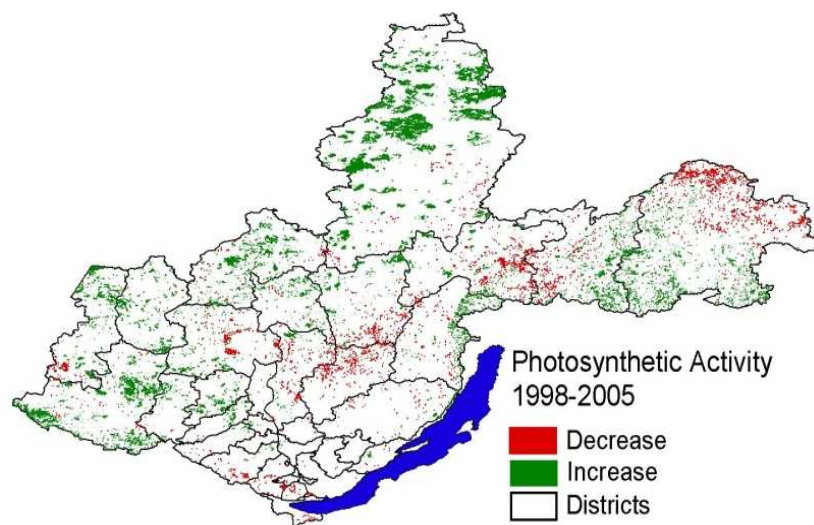 Photosynthetic Activity
1998-2005
Decrease
Increase
Districts